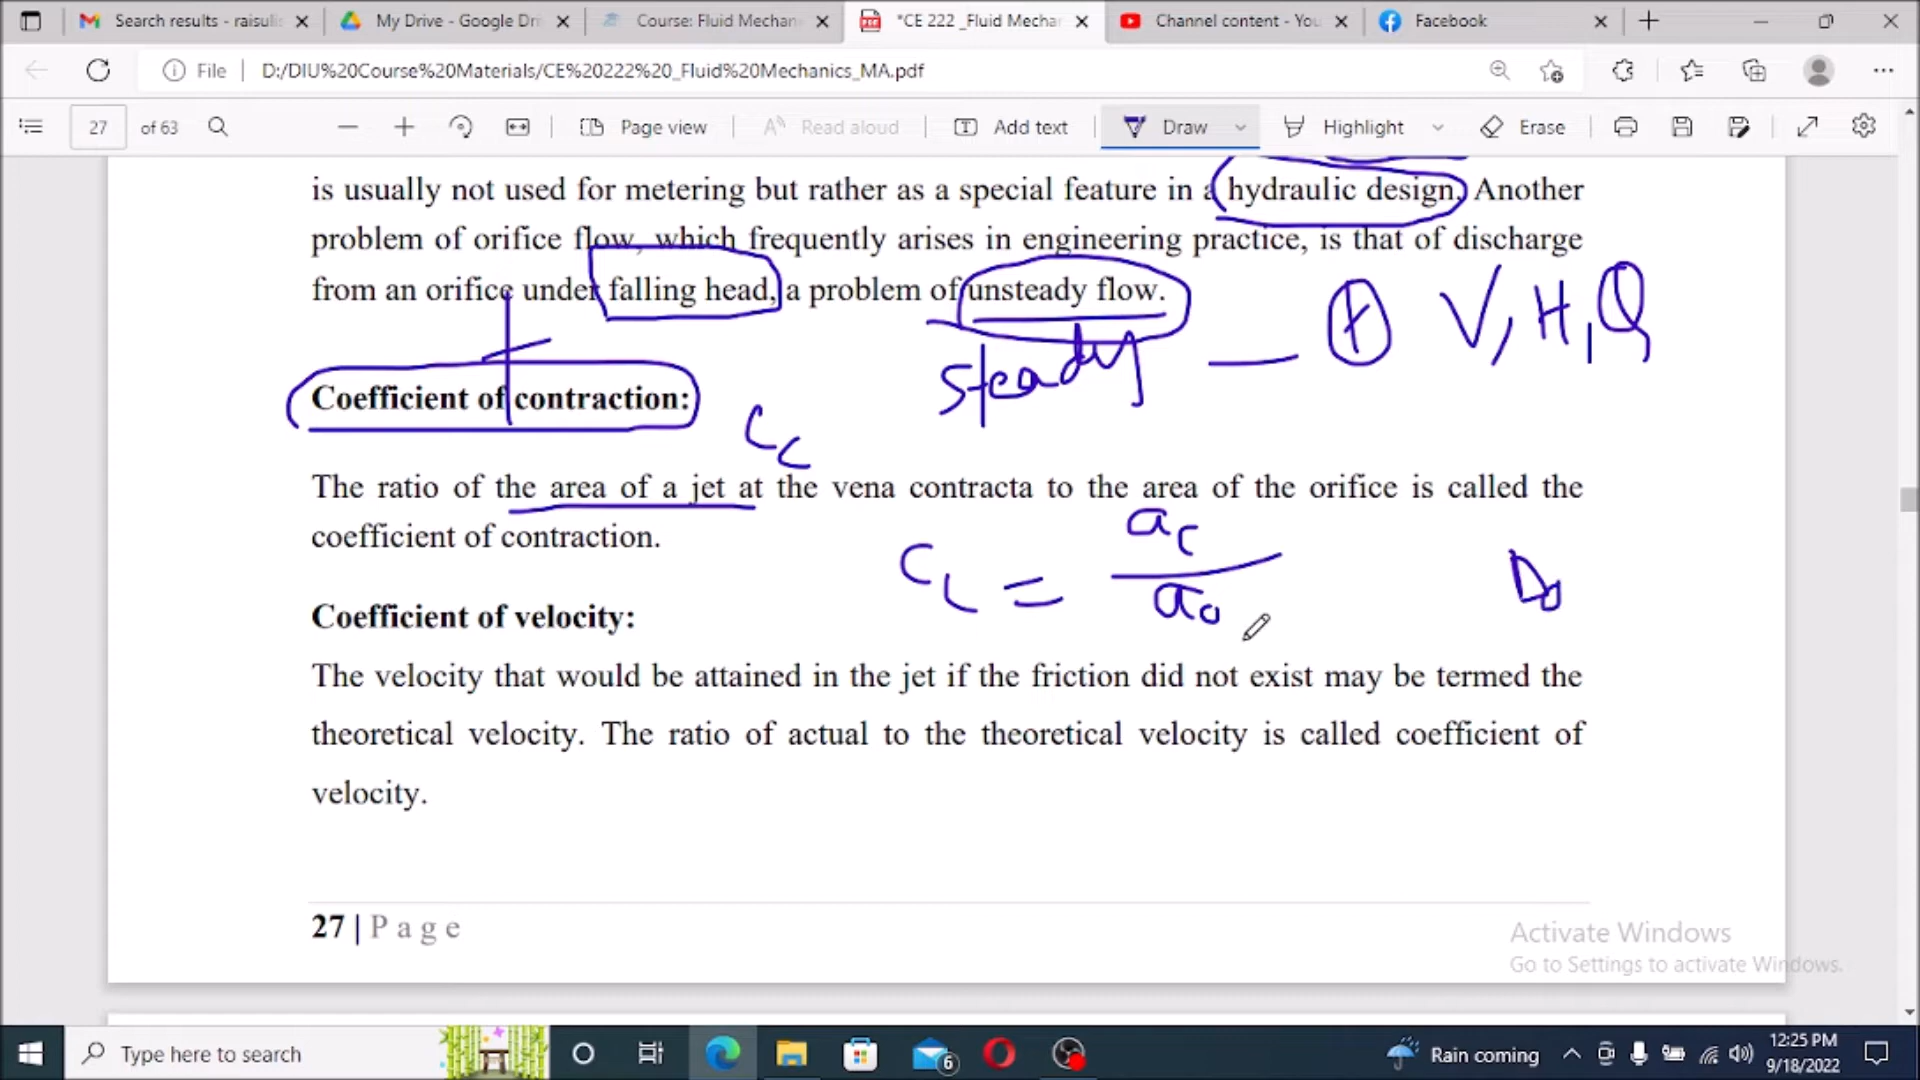 Search results - raisuli
My Drive - Google Dri
Course: Fluid Mechan
*CE 222 _Fluid Mechan
Channel content - You
Facebook
File
D:/DIU%20Course%20Materials/CE%20222%20_Fluid%20Mechanics_MA.pdf
27 of 63
Page view
Read aloud
Add text
Draw
Highlight
Erase
is usually not used for metering but rather as a special feature in a hydraulic design. Another
problem of orifice flow, which frequently arises in engineering practice, is that of discharge
from an orifice under falling head, a problem of unsteady flow.
steady — t V, H, Q
Coefficient of contraction:
Cc
The ratio of the area of a jet at the vena contracta to the area of the orifice is called the
coefficient of contraction.
ac
Cc =
ao
Coefficient of velocity:
The velocity that would be attained in the jet if the friction did not exist may be termed the
theoretical velocity. The ratio of actual to the theoretical velocity is called coefficient of
velocity.
27 | P a g e
Activate Windows
Go to Settings to activate Windows.
Type here to search
6
Rain coming
12:25 PM
9/18/2022